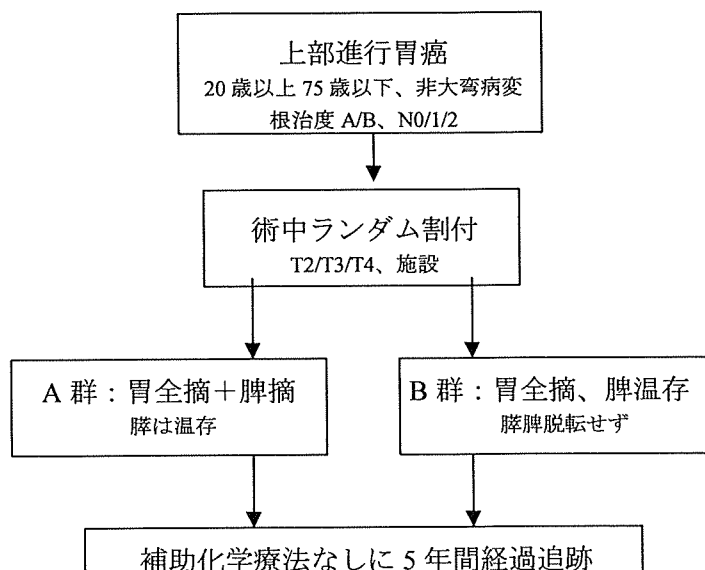 上部進行胃癌
20 歳以上 75 歳以下、非大弯病変
根治度 A/B、N0/1/2
術中ランダム割付
T2/T3/T4、施設
A 群：胃全摘＋脾摘
膵は温存
B 群：胃全摘、脾温存
膵脾脱転せず
補助化学療法なしに 5 年間経過追跡